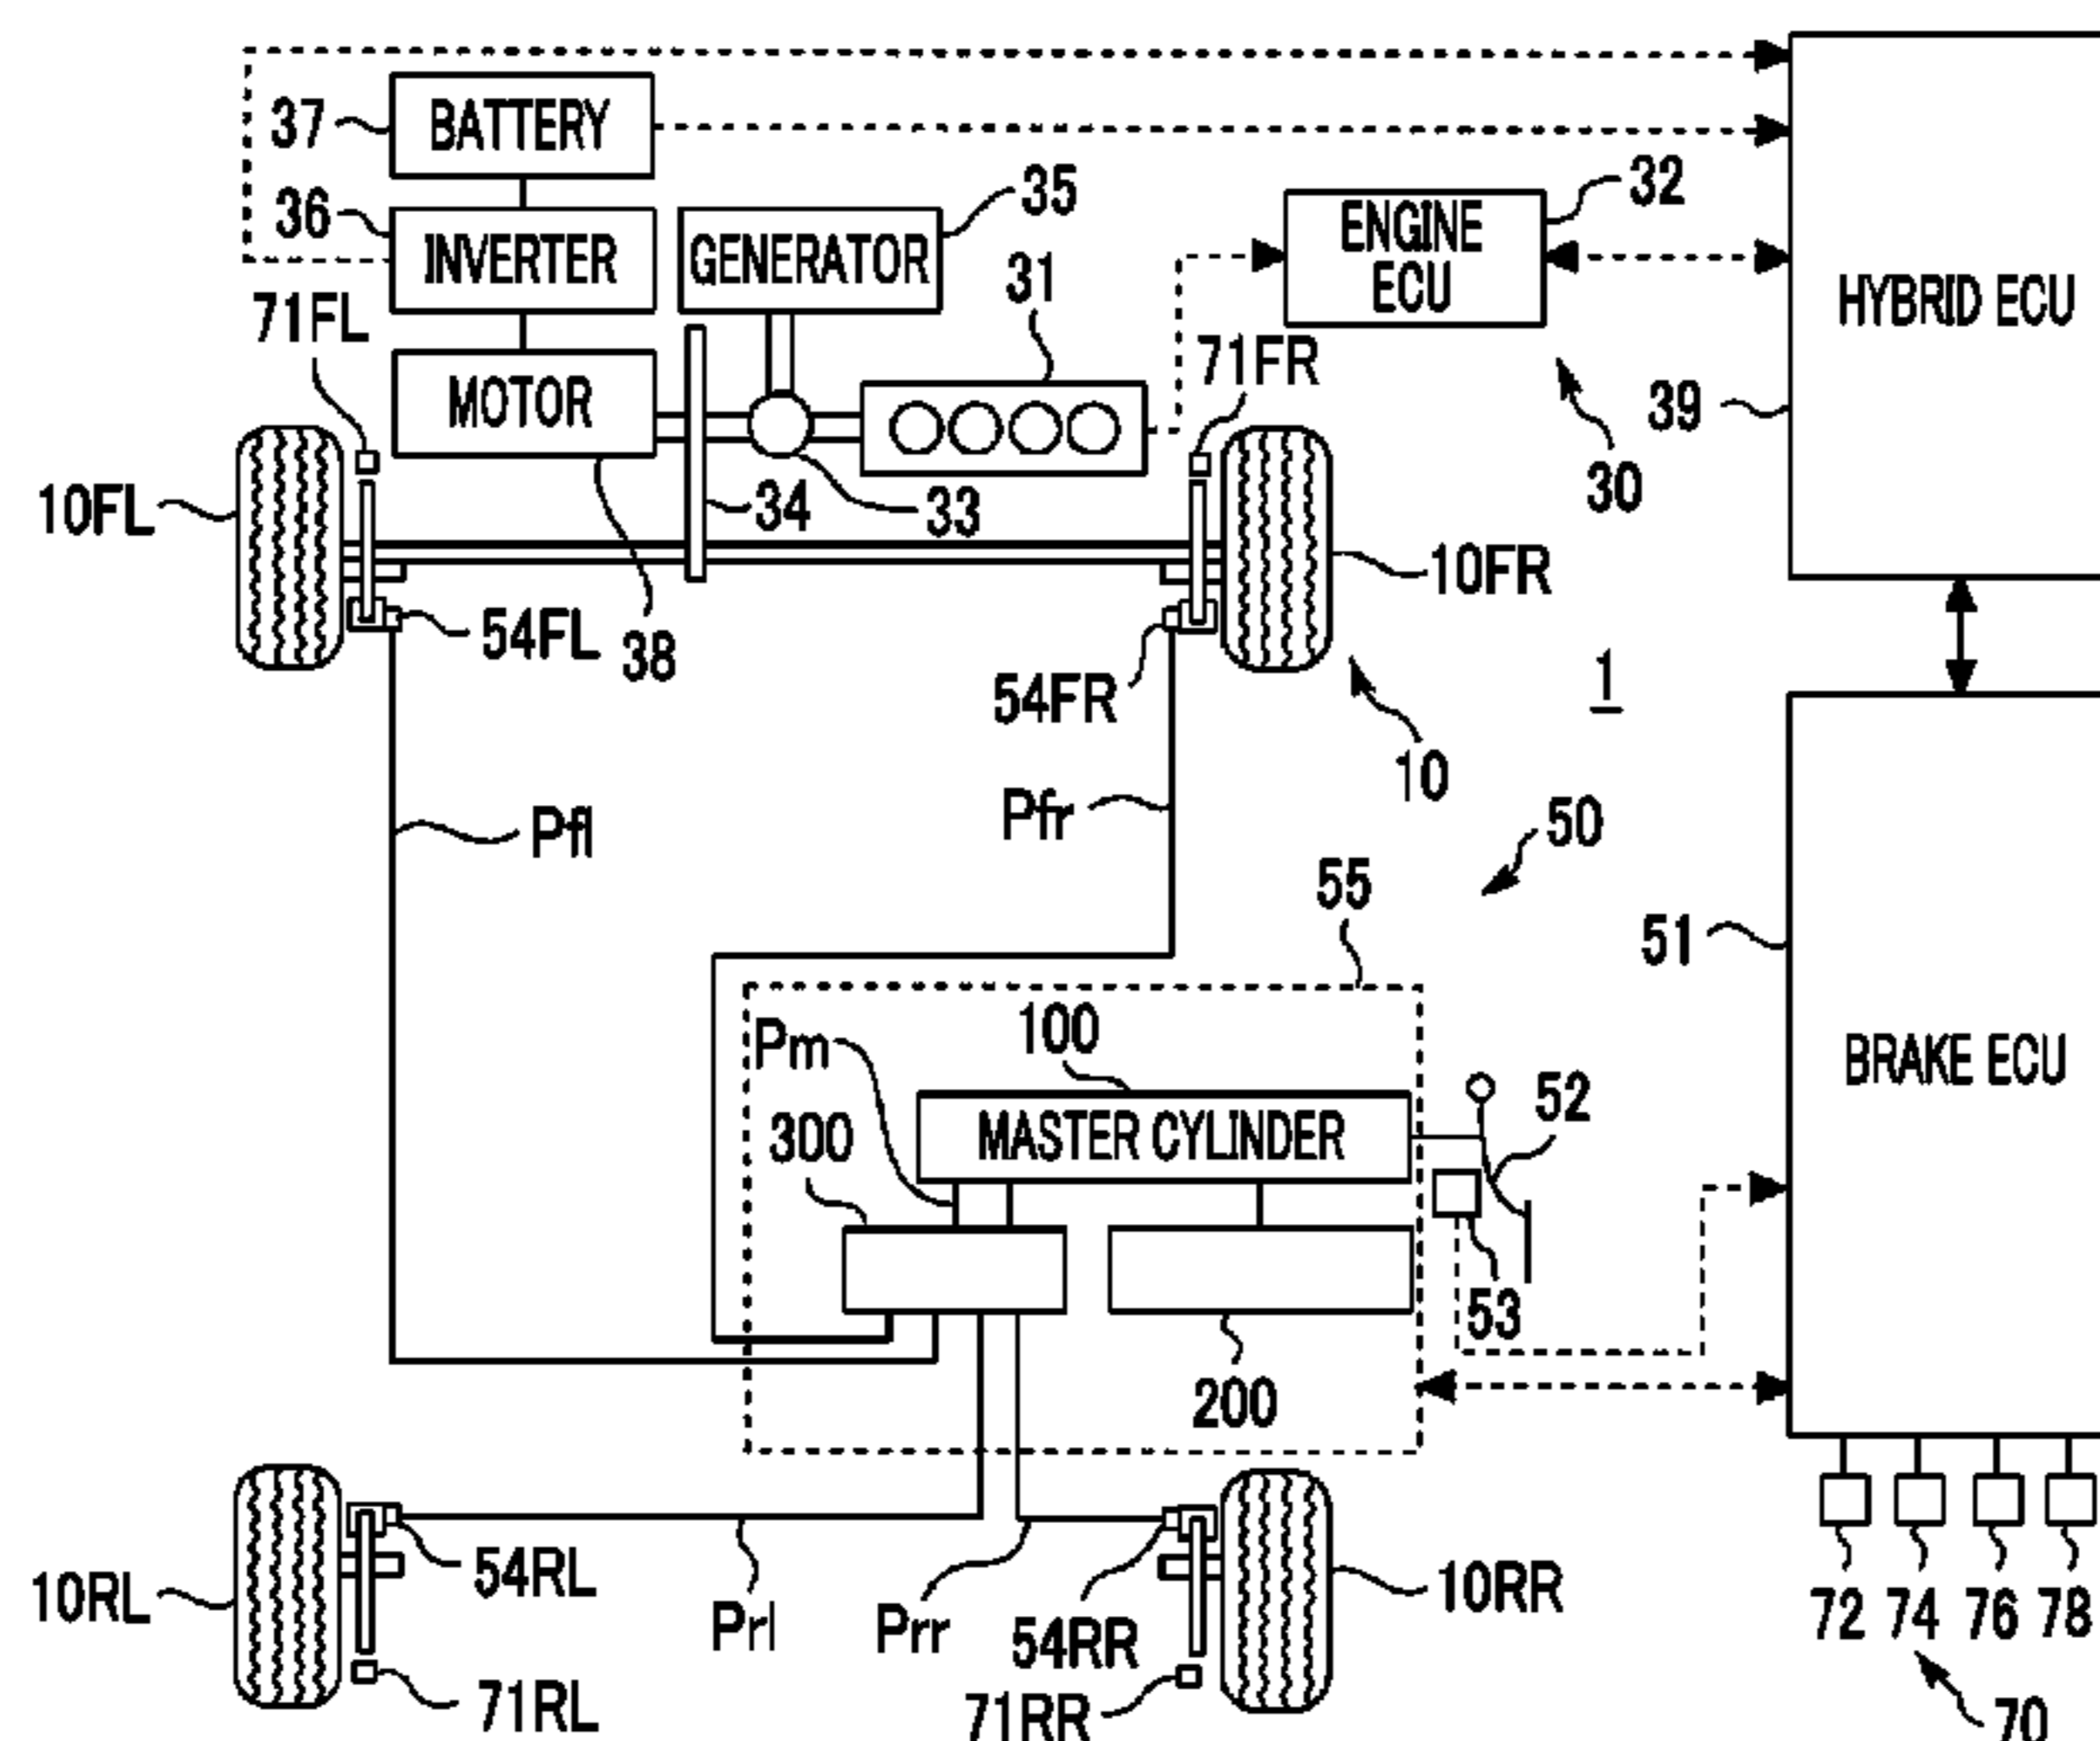 37
BATTERY
36
INVERTER
GENERATOR
35
31
ENGINE
ECU
32
HYBRID ECU
39
71FL
MOTOR
71FR
30
10FL
34
33
10FR
54FL
38
54FR
10
1
Pfl
Pfr
50
55
51
Pm
100
MASTER CYLINDER
52
300
53
200
BRAKE ECU
10RL
54RL
Prl
Prr
54RR
10RR
71RL
71RR
72 74 76 78
70